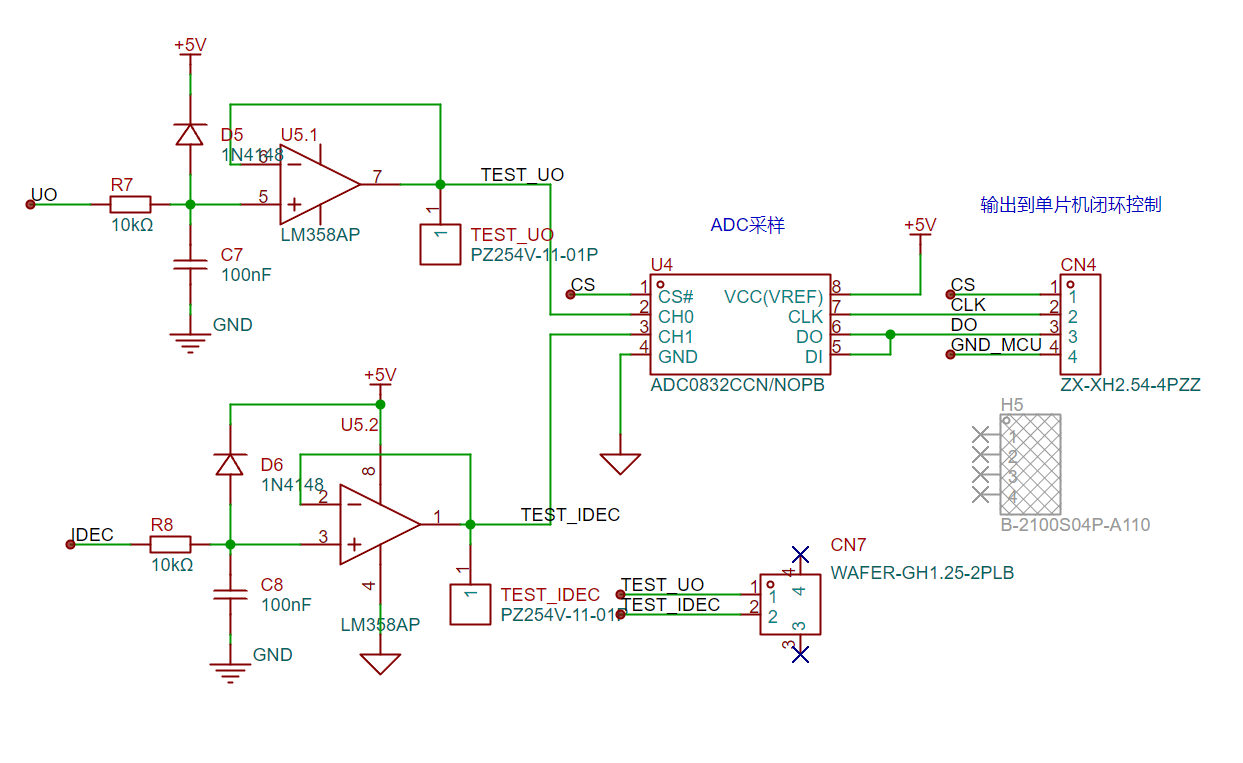 +5V
D5
1N4148
U5.1
6
7
5
UO
R7
10kΩ
LM358AP
TEST_UO
C7
100nF
GND
1
1
TEST_UO
PZ254V-11-01P
ADC采样
+5V
输出到单片机闭环控制
U4
CS
1
CS#
VCC(VREF)
8
2
CH0
CLK
7
3
CH1
DO
6
4
GND
DI
5
ADC0832CCN/NOPB
CN4
CS
1
1
CLK
2
2
DO
3
3
GND_MCU
4
4
ZX-XH2.54-4PZZ
H5
1
2
3
4
B-2100S04P-A110
+5V
U5.2
8
D6
1N4148
2
1
3
IDEC
R8
10kΩ
4
LM358AP
TEST_IDEC
C8
100nF
GND
1
1
TEST_IDEC
PZ254V-11-01P
CN7
WAFER-GH1.25-2PLB
4
4
TEST_UO
1
1
TEST_IDEC
2
2
3
3